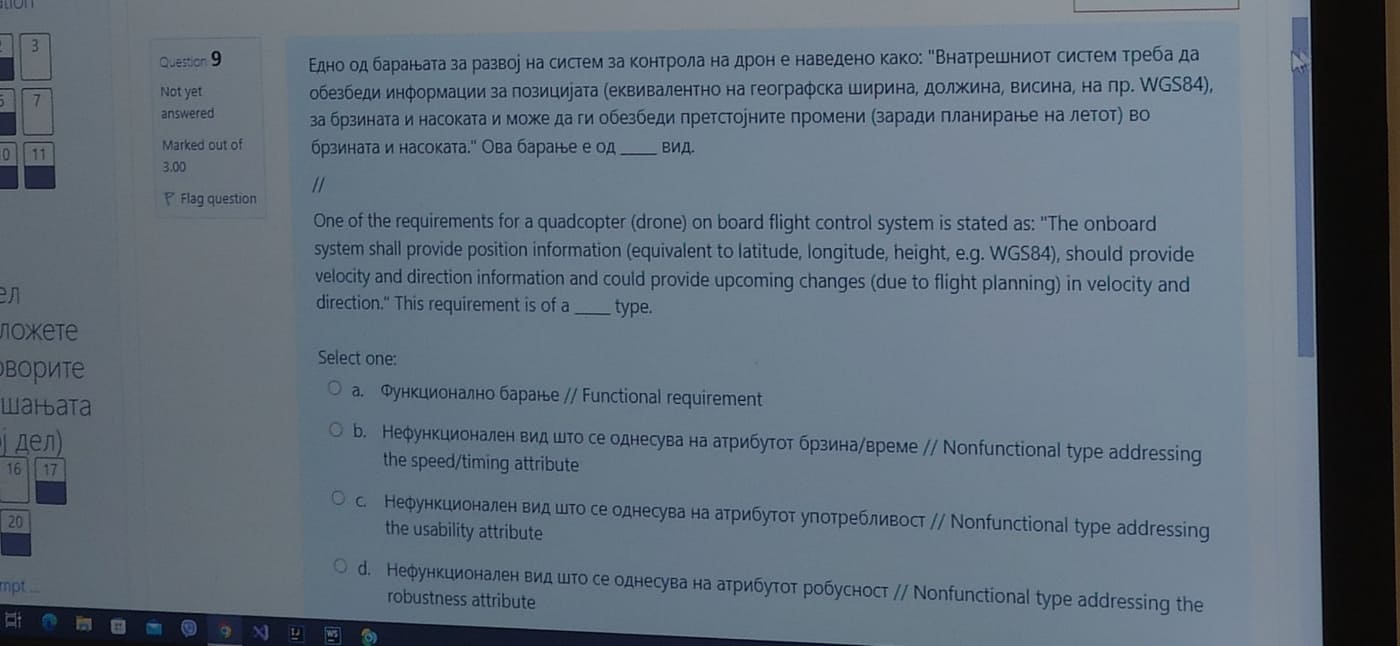 3
7
11
ел
ложете
ворите
шањата
ј дел)
16 17
20
Question 9
Not yet
answered
Marked out of
3.00
Flag question
Едно од барањата за развој на систем за контрола на дрон е наведено како: "Внатрешниот систем треба да
обезбеди информации за позицијата (еквивалентно на географска ширина, должина, висина, на пр. WGS84),
за брзината и насоката и може да ги обезбеди претстојните промени (заради планирање на летот) во
брзината и насоката." Ова барање е од ____ вид.
//
One of the requirements for a quadcopter (drone) on board flight control system is stated as: "The onboard
system shall provide position information (equivalent to latitude, longitude, height, e.g. WGS84), should provide
velocity and direction information and could provide upcoming changes (due to flight planning) in velocity and
direction." This requirement is of a ____ type.
Select one:
a. Функционално барање // Functional requirement
b. Нефункционален вид што се однесува на атрибутот брзина/време // Nonfunctional type addressing
the speed/timing attribute
c. Нефункционален вид што се однесува на атрибутот употребливост // Nonfunctional type addressing
the usability attribute
d. Нефункционален вид што се однесува на атрибутот робусност // Nonfunctional type addressing the
robustness attribute